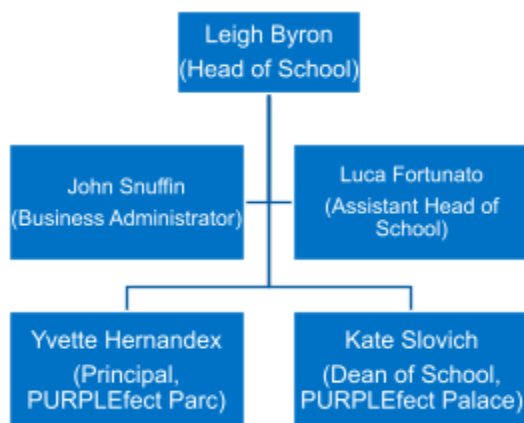 Leigh Byron
(Head of School)
John Snuffin
(Business Administrator)
Luca Fortunato
(Assistant Head of
School)
Yvette Hernandex
(Principal,
PURPLEfect Parc)
Kate Slovich
(Dean of School,
PURPLEfect Palace)